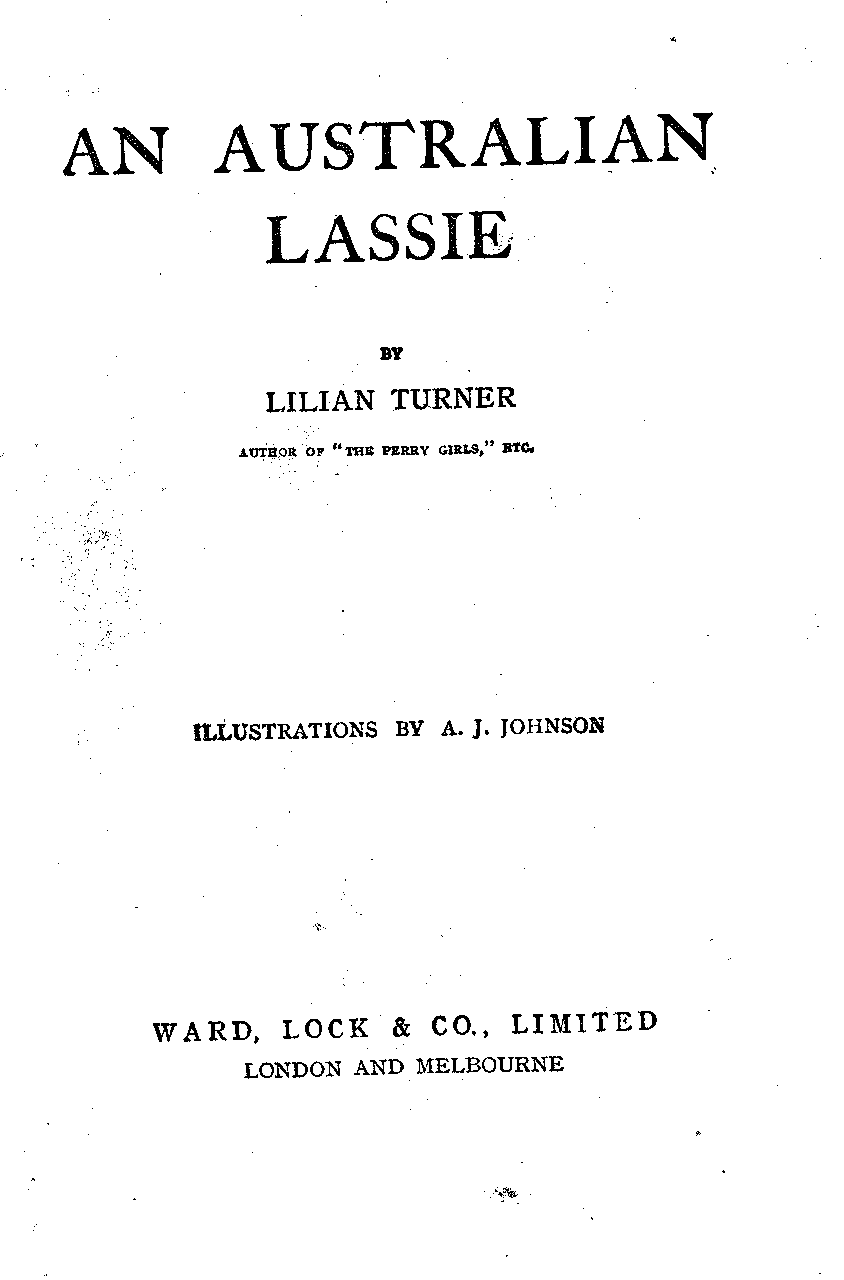 AN AUSTRALIAN
LASSIE
BY
LILIAN TURNER
AUTHOR OF "THE PERRY GIRLS," ETC.
ILLUSTRATIONS BY A. J. JOHNSON
WARD, LOCK & CO., LIMITED
LONDON AND MELBOURNE